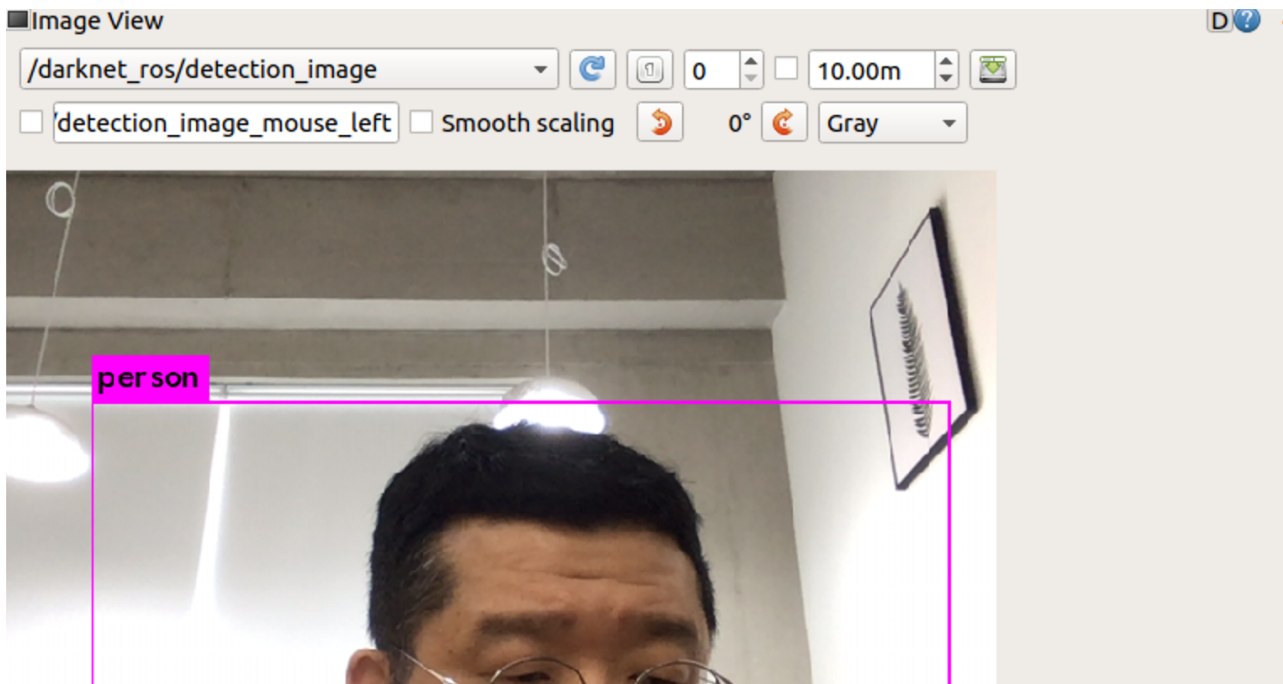 Image View
D
/darknet_ros/detection_image
0
10.00m
/detection_image_mouse_left
Smooth scaling
0°
Gray
person